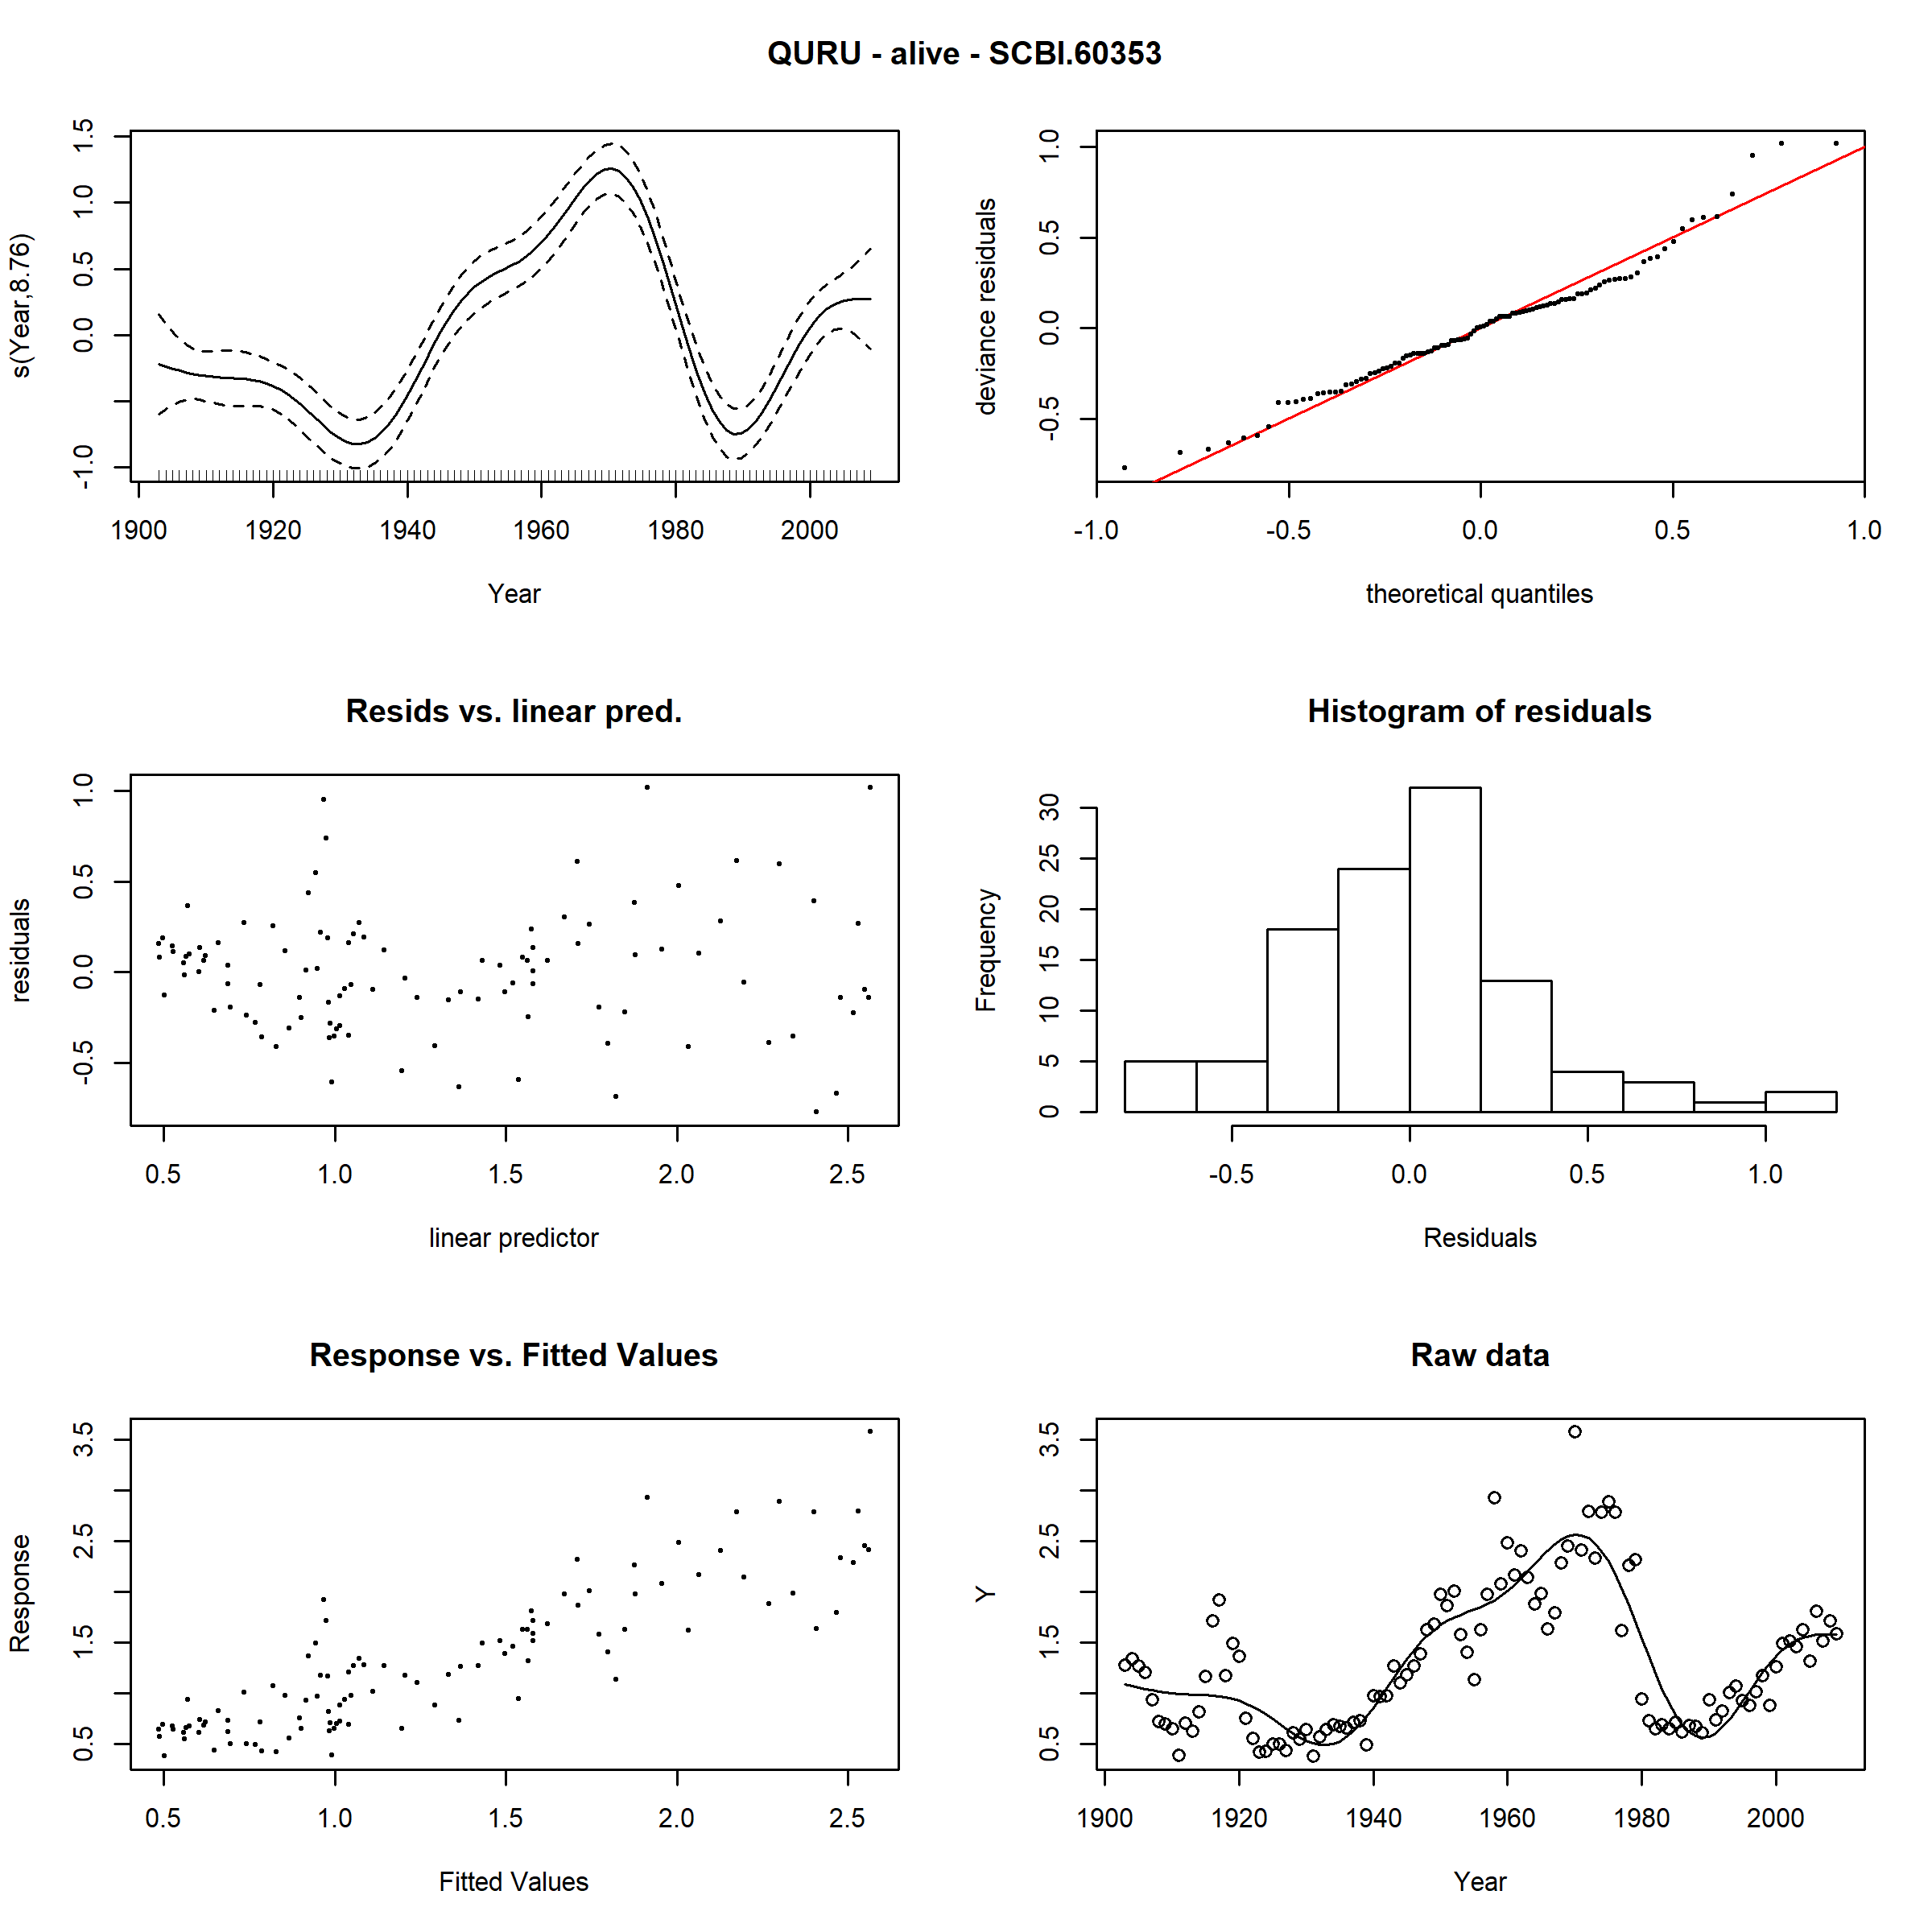 QURU - alive - SCBI.60353
s(Year,8.76)
-1.0 0.0 0.5 1.0 1.5
1900 1920 1940 1960 1980 2000
Year
deviance residuals
-0.5 0.0 0.5 1.0
-1.0 -0.5 0.0 0.5 1.0
theoretical quantiles
Resids vs. linear pred.
residuals
-0.5 0.0 0.5 1.0
0.5 1.0 1.5 2.0 2.5
linear predictor
Histogram of residuals
Frequency
0 5 10 15 20 25 30
-0.5 0.0 0.5 1.0
Residuals
Response vs. Fitted Values
Response
0.5 1.5 2.5 3.5
0.5 1.0 1.5 2.0 2.5
Fitted Values
Raw data
Y
0.5 1.5 2.5 3.5
1900 1920 1940 1960 1980 2000
Year